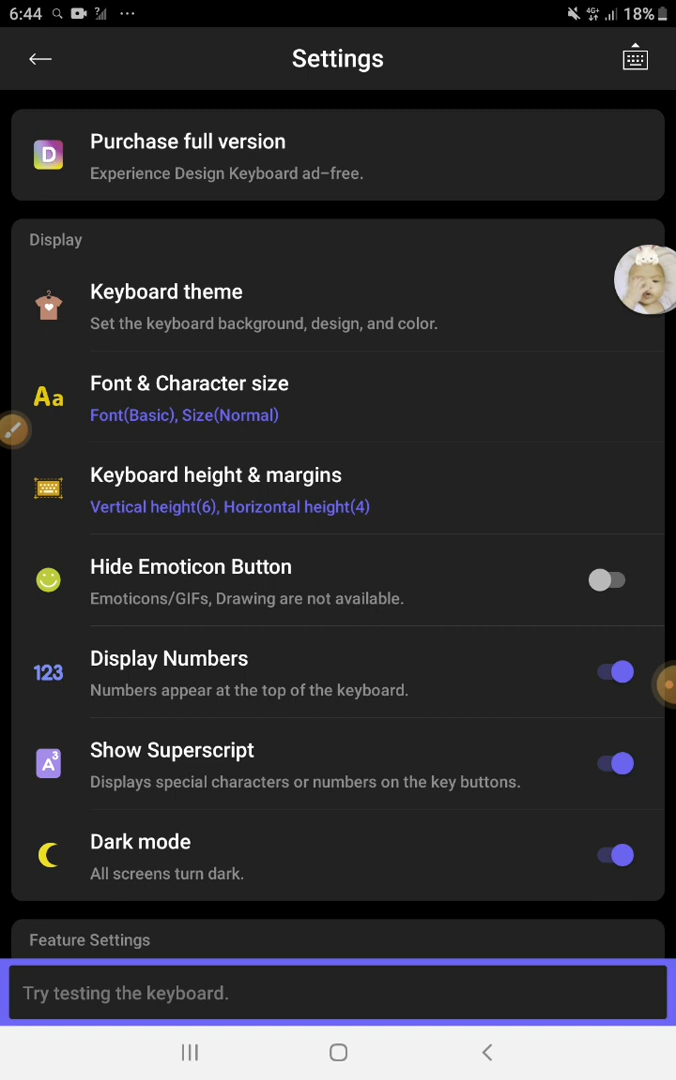 6:44 4G+ 18%
Settings
D Purchase full version
Experience Design Keyboard ad-free.
Display
Keyboard theme
Set the keyboard background, design, and color.
Aa Font & Character size
Font(Basic), Size(Normal)
Keyboard height & margins
Vertical height(6), Horizontal height(4)
Hide Emoticon Button
Emoticons/GIFs, Drawing are not available.
123 Display Numbers
Numbers appear at the top of the keyboard.
A3 Show Superscript
Displays special characters or numbers on the key buttons.
Dark mode
All screens turn dark.
Feature Settings
Try testing the keyboard.